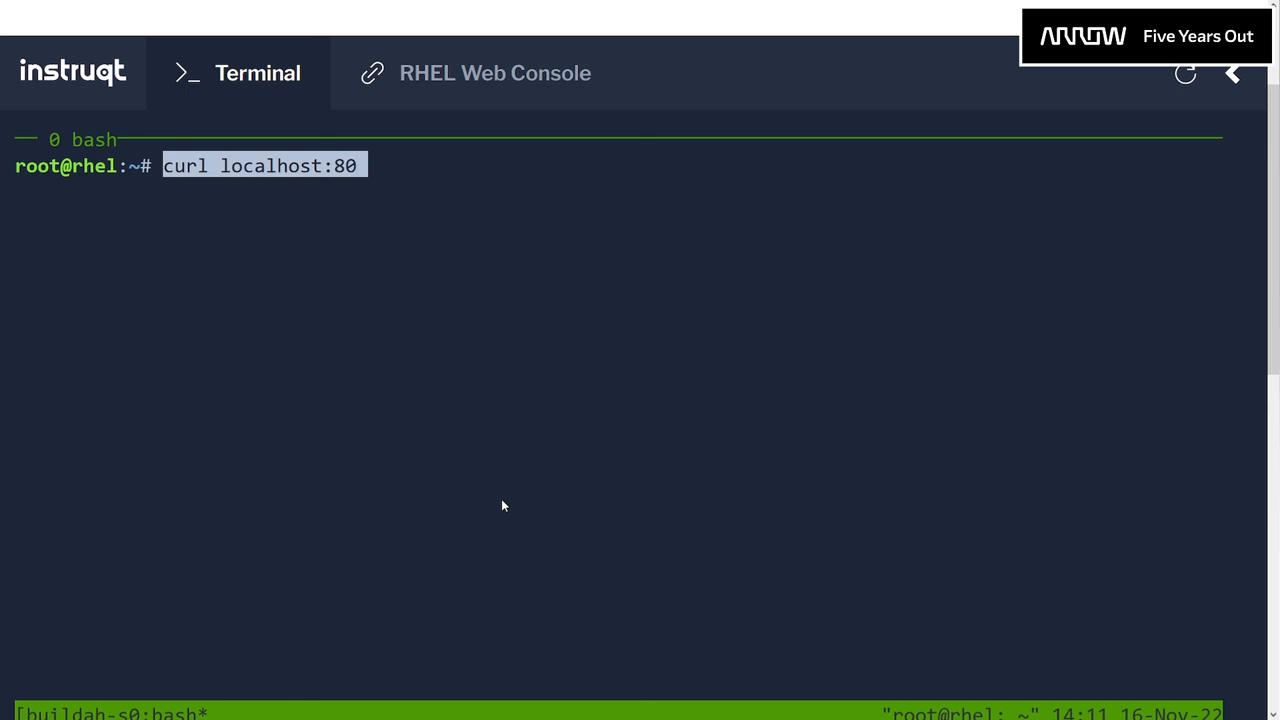 ARROW Five Years Out
instruqt >_ Terminal RHEL Web Console
0 bash
root@rhel:~# curl localhost:80
[buildah-s0:bash* "root@rhel: ~" 14:11 16-Nov-22